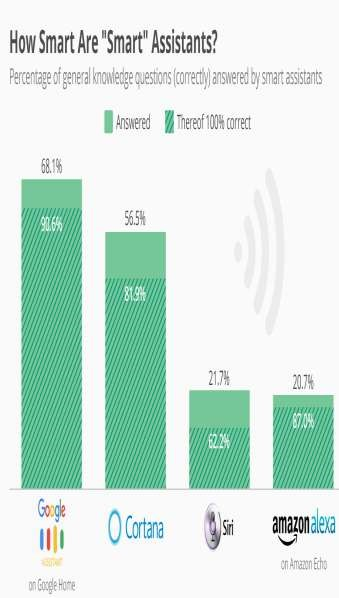 How Smart Are "Smart" Assistants?
Percentage of general knowledge questions (correctly) answered by smart assistants
Answered Thereof 100% correct
68.1%
90.6%
56.5%
81.9%
21.7%
62.2%
20.7%
87.0%
Google
ASSISTANT
on Google Home
Cortana
Siri
amazon alexa
on Amazon Echo